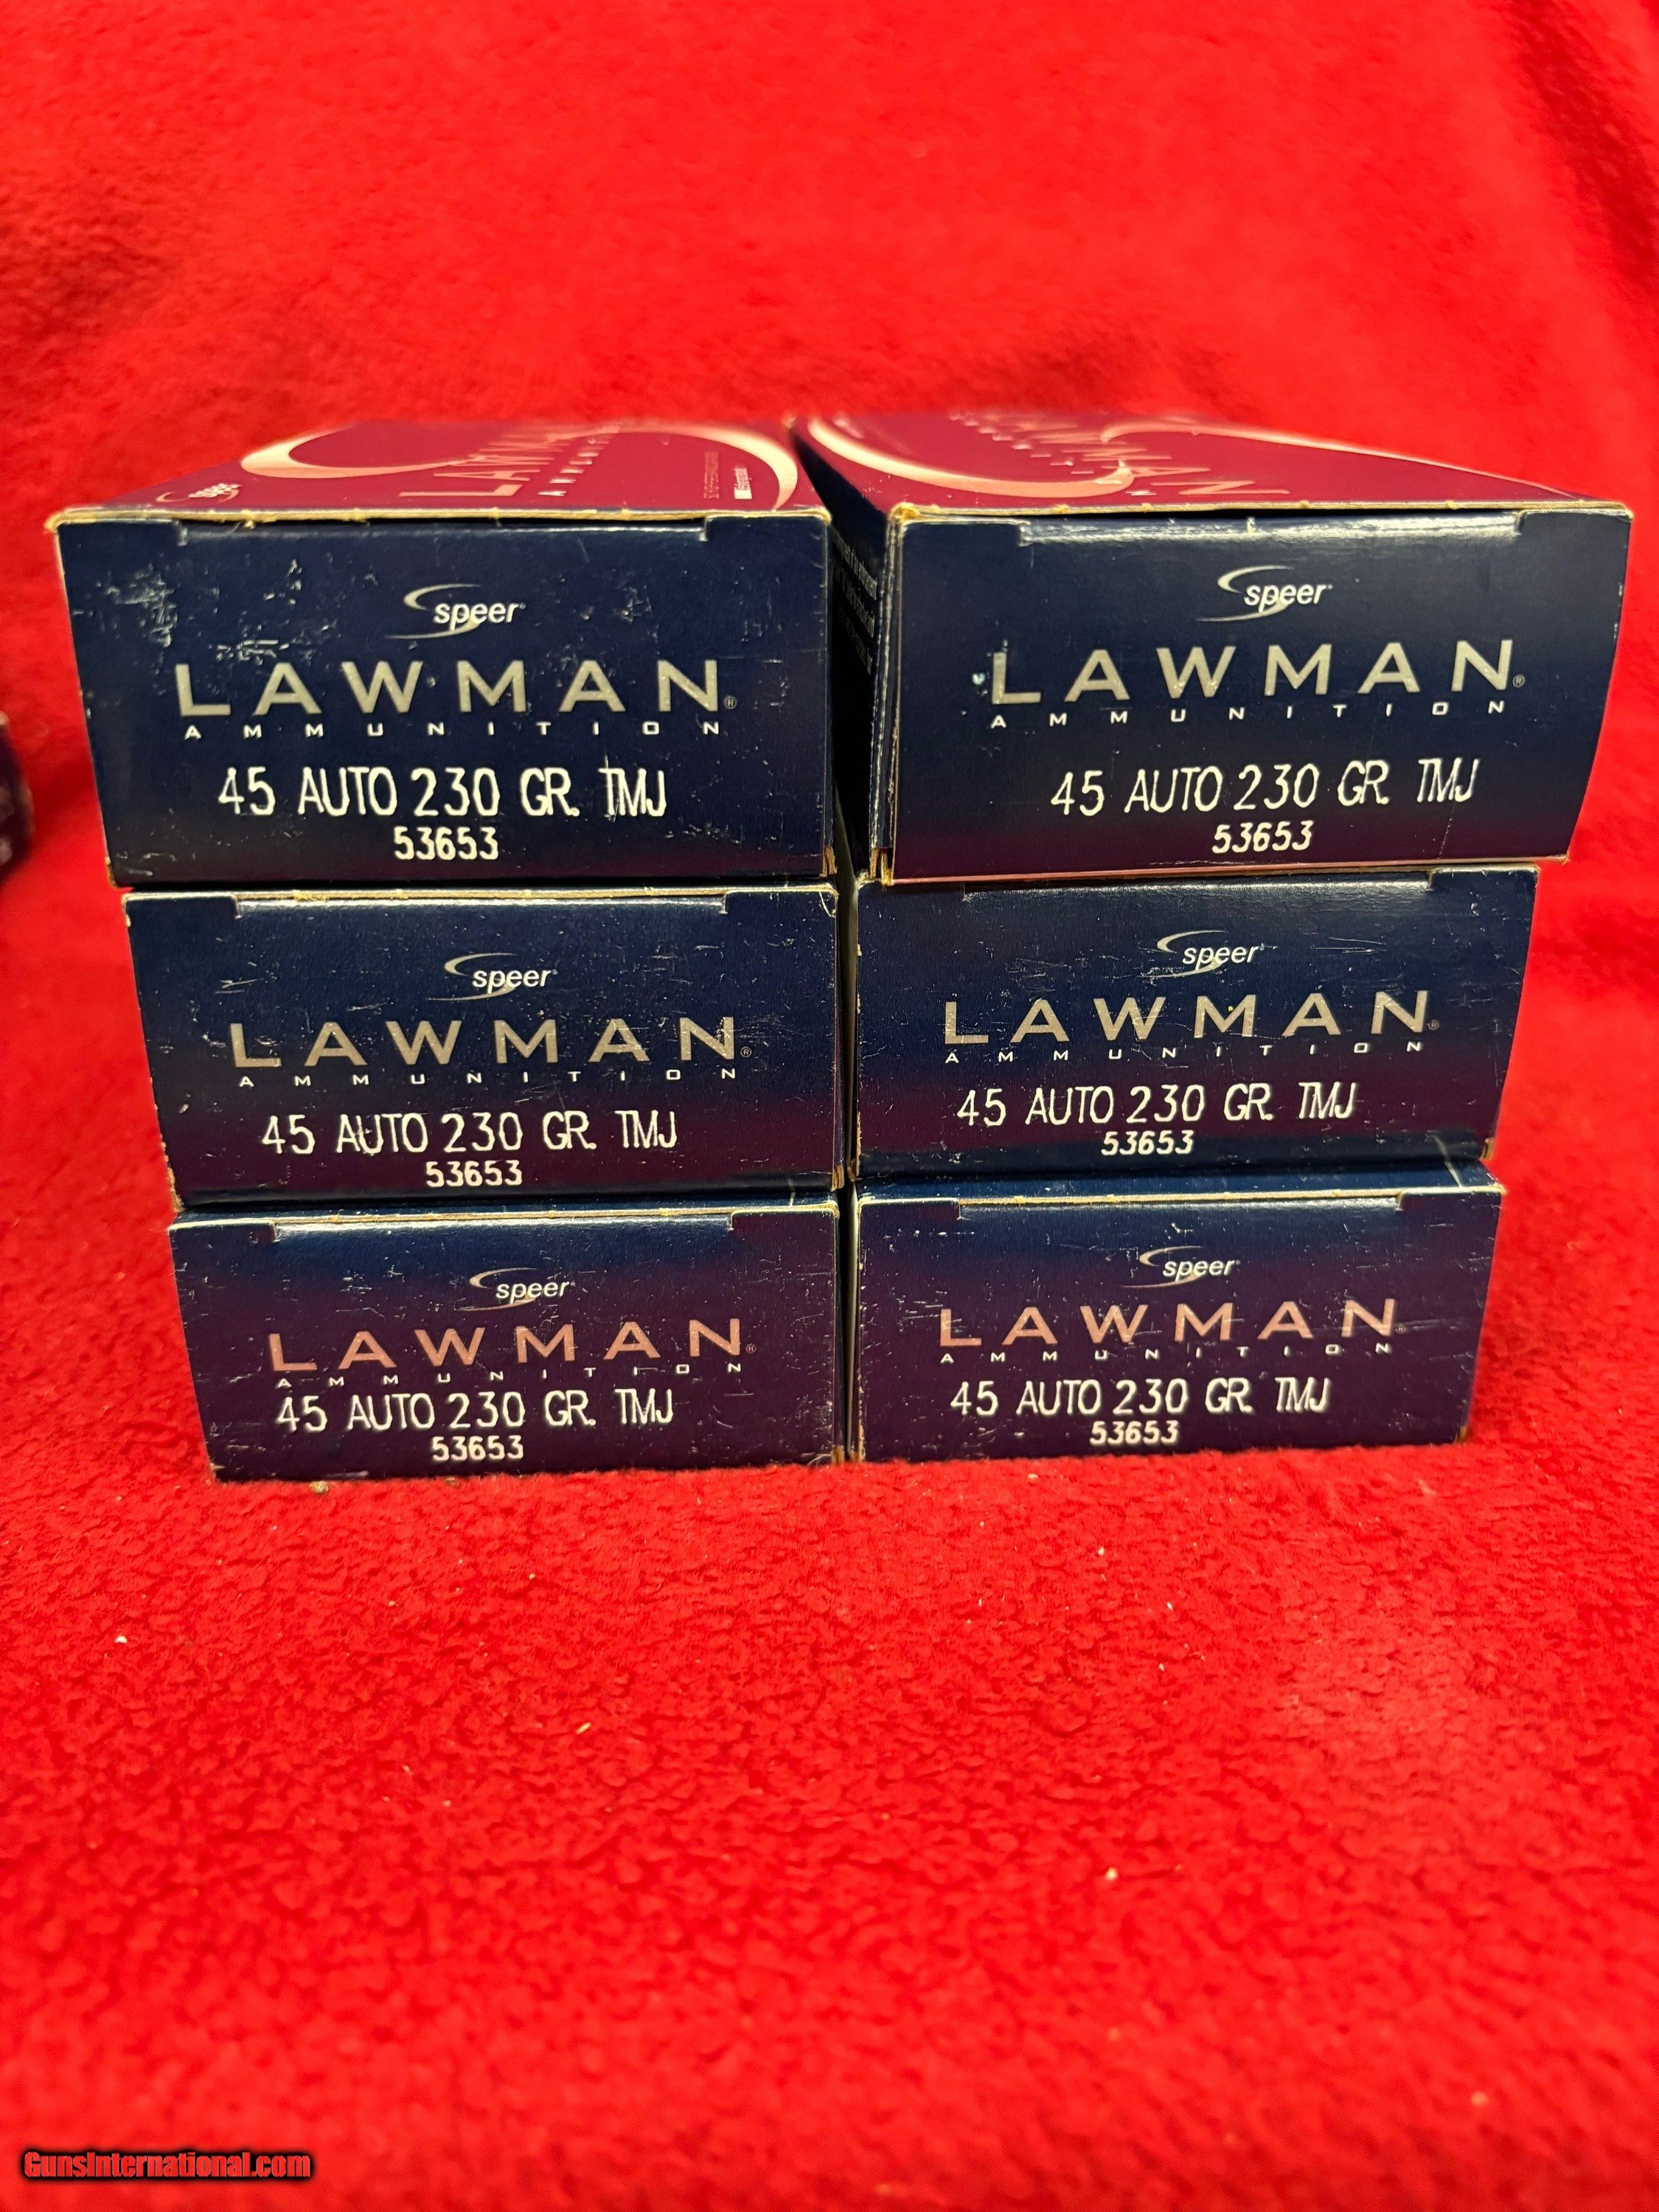 speer
LAWMAN®
AMMUNITION
45 AUTO 230 GR. TMJ
53653
speer
LAWMAN®
AMMUNITION
45 AUTO 230 GR. TMJ
53653
speer
LAWMAN®
AMMUNITION
45 AUTO 230 GR. TMJ
53653
speer
LAWMAN®
AMMUNITION
45 AUTO 230 GR. TMJ
53653
speer
LAWMAN®
AMMUNITION
45 AUTO 230 GR. TMJ
53653
speer
LAWMAN®
AMMUNITION
45 AUTO 230 GR. TMJ
53653
GunsInternational.com